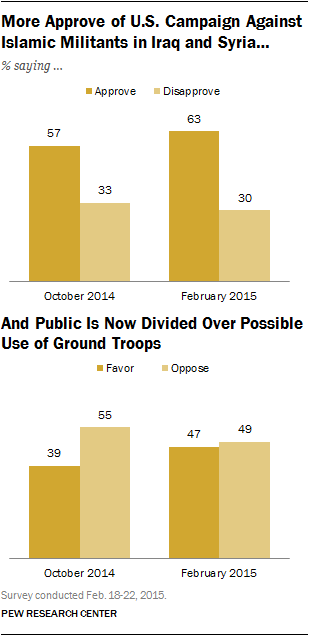 More Approve of U.S. Campaign Against
Islamic Militants in Iraq and Syria...
% saying ...
Approve Disapprove
57
33
63
30
October 2014 February 2015
And Public Is Now Divided Over Possible
Use of Ground Troops
Favor Oppose
39
55
47
49
October 2014 February 2015
Survey conducted Feb. 18-22, 2015.
PEW RESEARCH CENTER